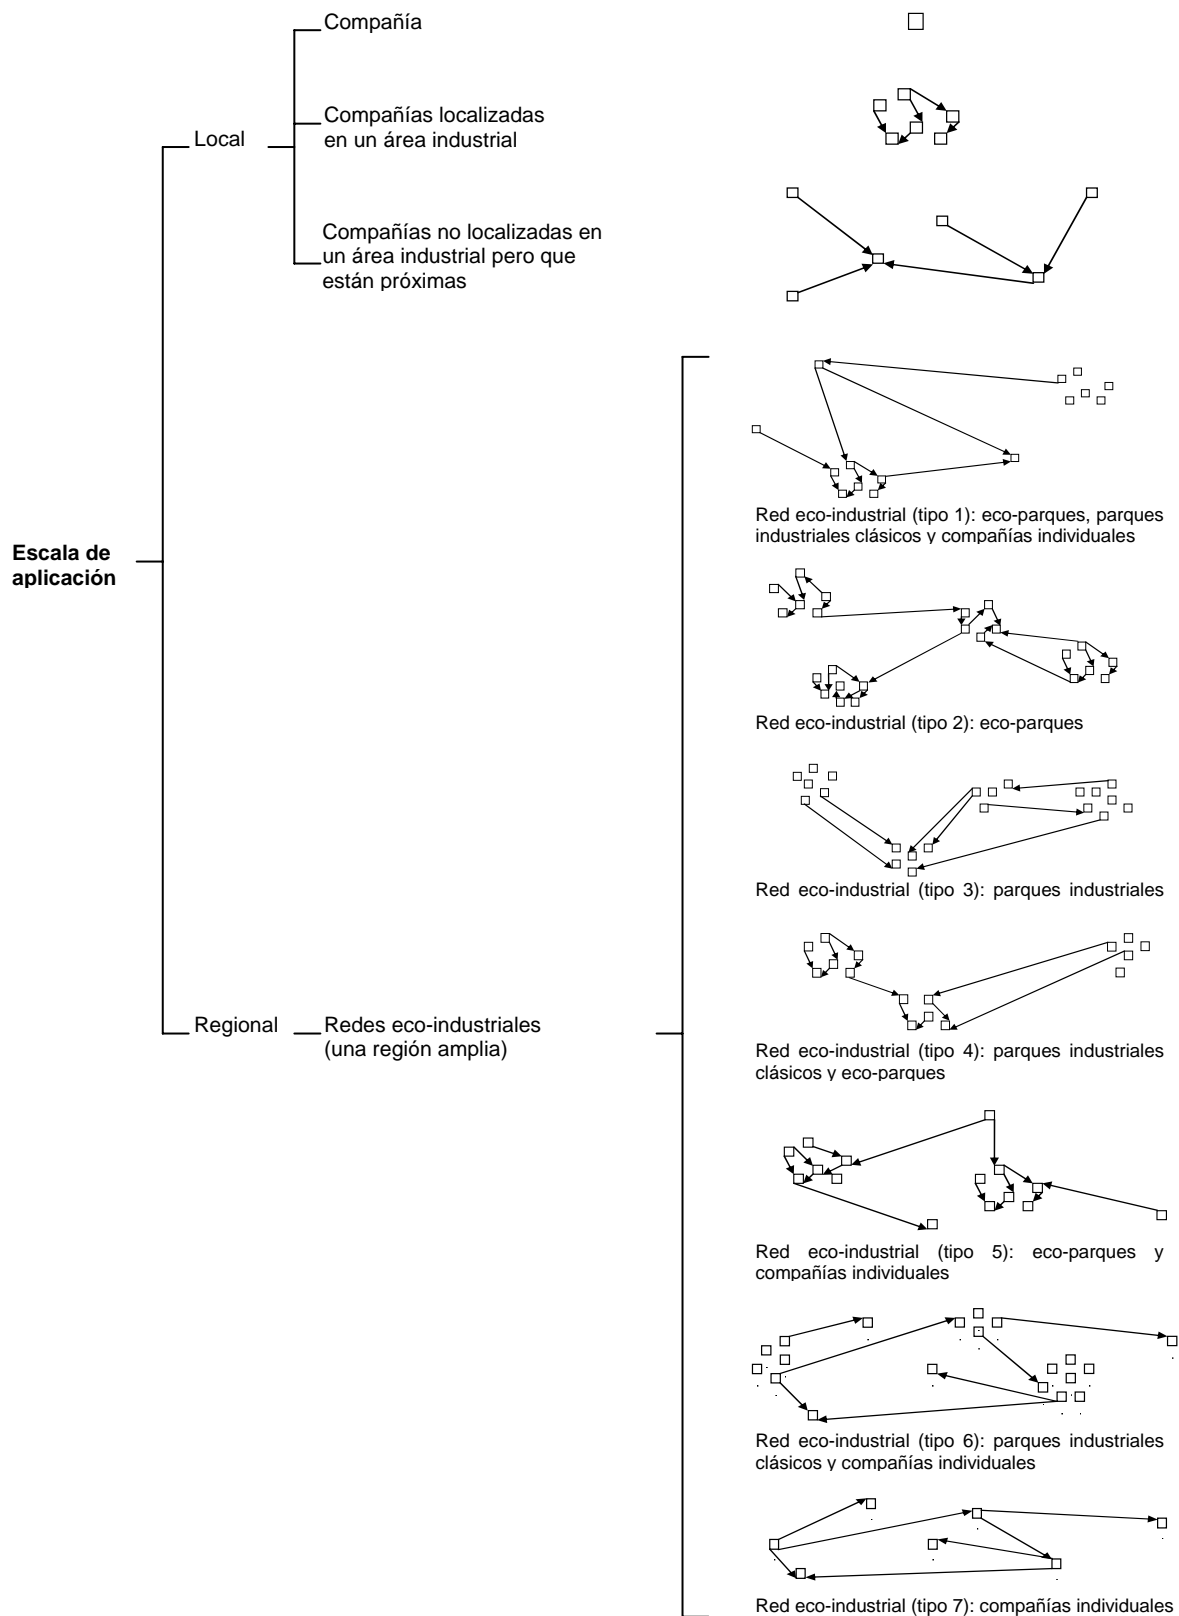 Compañía
Compañías localizadas
en un área industrial
Local
Compañías no localizadas en
un área industrial pero que
están próximas
Red eco-industrial (tipo 1): eco-parques, parques
industriales clásicos y compañías individuales
Escala de
aplicación
Red eco-industrial (tipo 2): eco-parques
Red eco-industrial (tipo 3): parques industriales
Regional
Redes eco-industriales
(una región amplia)
Red eco-industrial (tipo 4): parques industriales
clásicos y eco-parques
Red eco-industrial (tipo 5): eco-parques y
compañías individuales
Red eco-industrial (tipo 6): parques industriales
clásicos y compañías individuales
Red eco-industrial (tipo 7): compañías individuales